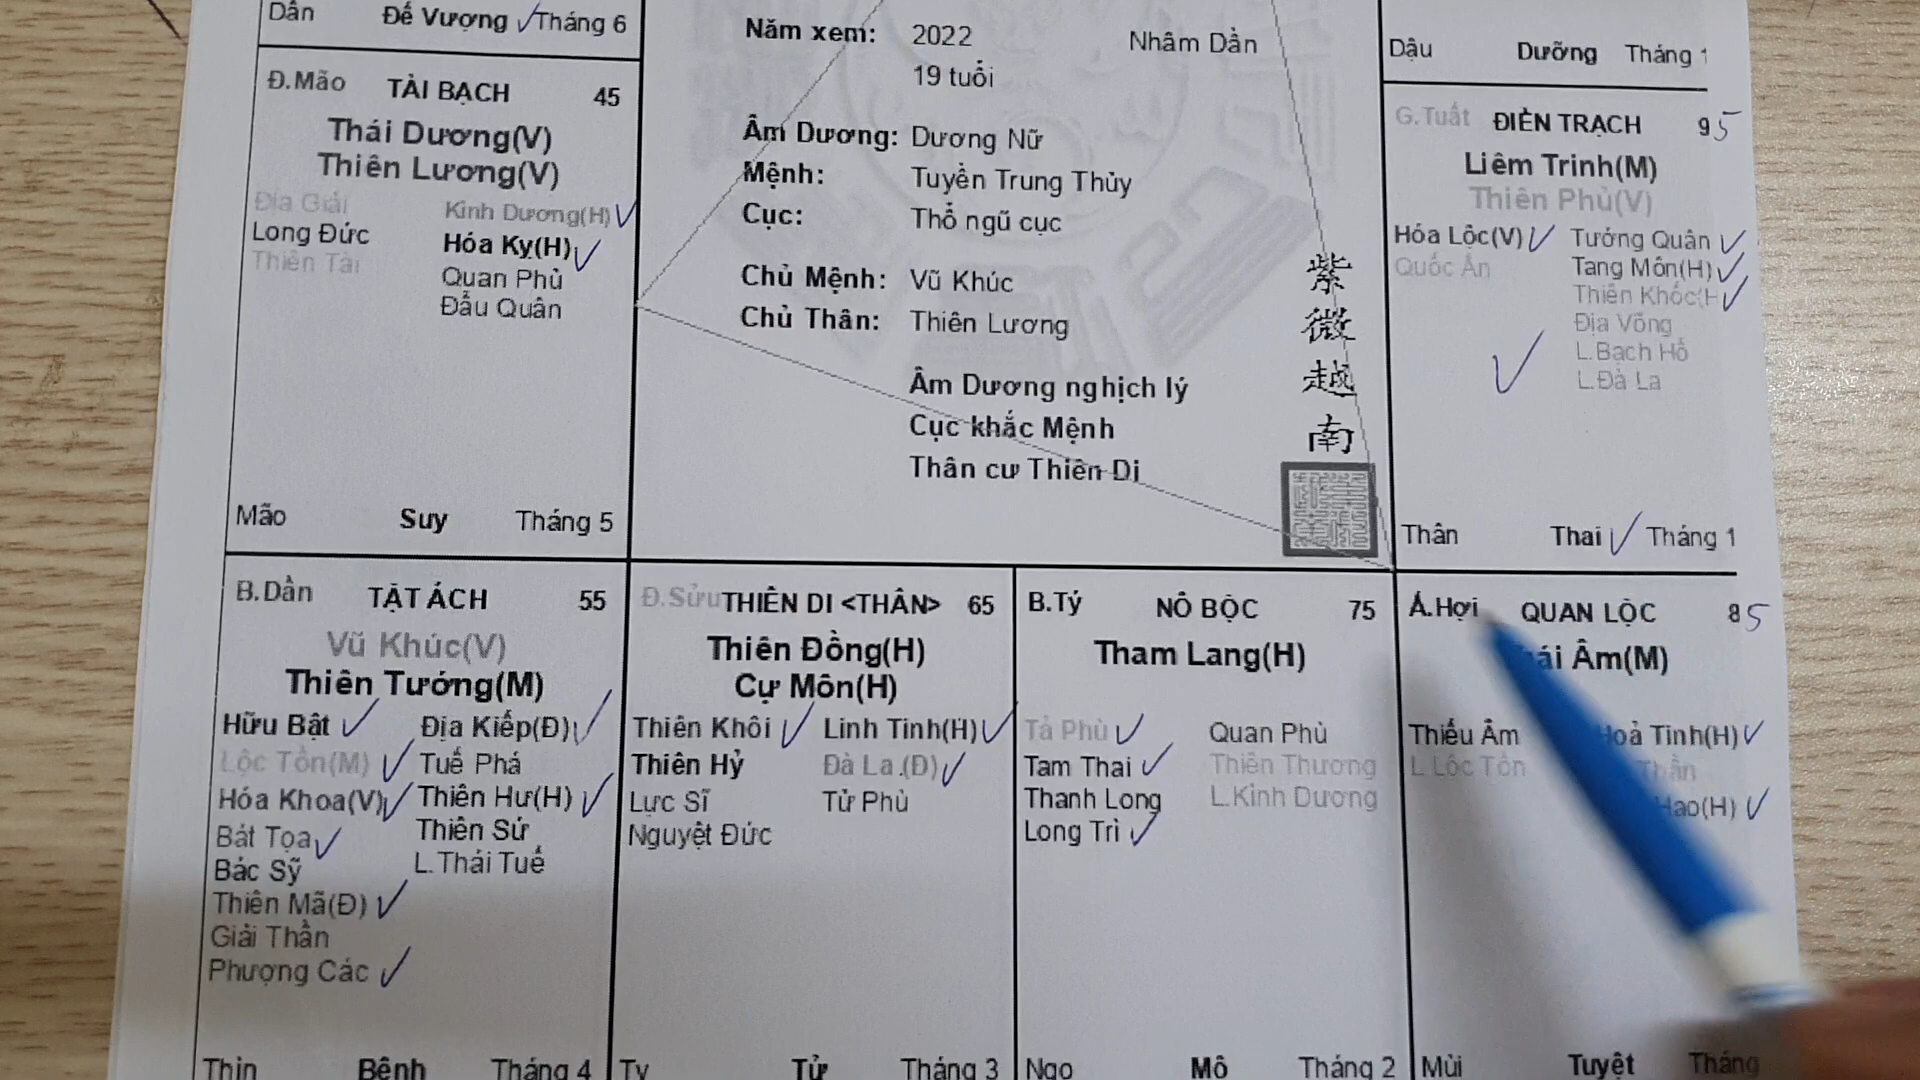 Dần Đế Vượng Tháng 6
Năm xem: 2022 Nhâm Dần
19 tuổi
Dậu Dưỡng Tháng 1
Đ.Mão TÀI BẠCH 45
Thái Dương(V)
Thiên Lương(V)
Địa Giải Kình Dương(H)
Long Đức Hóa Kỵ(H)
Thiên Tài Quan Phủ
Đẩu Quân
Mão Suy Tháng 5
Âm Dương: Dương Nữ
Mệnh: Tuyền Trung Thủy
Cục: Thổ ngũ cục
Chủ Mệnh: Vũ Khúc
Chủ Thân: Thiên Lương
Âm Dương nghịch lý
Cục khắc Mệnh
Thân cư Thiên Di
紫
微
越
南
G.Tuất ĐIỀN TRẠCH 95
Liêm Trinh(M)
Thiên Phủ(V)
Hóa Lộc(V) Tướng Quân
Quốc Ấn Tang Môn(H)
Thiên Khốc(H
Địa Võng
L.Bạch Hổ
L.Đà La
Thân Thai Tháng 1
B.Dần TẬT ÁCH 55
Vũ Khúc(V)
Thiên Tướng(M)
Hữu Bật Địa Kiếp(Đ)
Lộc Tồn(M) Tuế Phá
Hóa Khoa(V) Thiên Hư(H)
Bát Tọa Thiên Sứ
Bác Sỹ L.Thái Tuế
Thiên Mã(Đ)
Giải Thần
Phượng Các
Thìn Bệnh Tháng 4
Đ.Sửu THIÊN DI <THÂN> 65
Thiên Đồng(H)
Cự Môn(H)
Thiên Khôi Linh Tinh(H)
Thiên Hỷ Đà La.(Đ)
Lực Sĩ Tử Phù
Nguyệt Đức
Tỵ Tử Tháng 3
B.Tý NÔ BỘC 75
Tham Lang(H)
Tả Phù Quan Phù
Tam Thai Thiên Thương
Thanh Long L.Kình Dương
Long Trì
Ngọ Mộ Tháng 2
Ấ.Hợi QUAN LỘC 85
ái Âm(M)
Thiếu Âm Hoả Tinh(H)
L.Lộc Tồn Thần
Hao(H)
Mùi Tuyệt Tháng